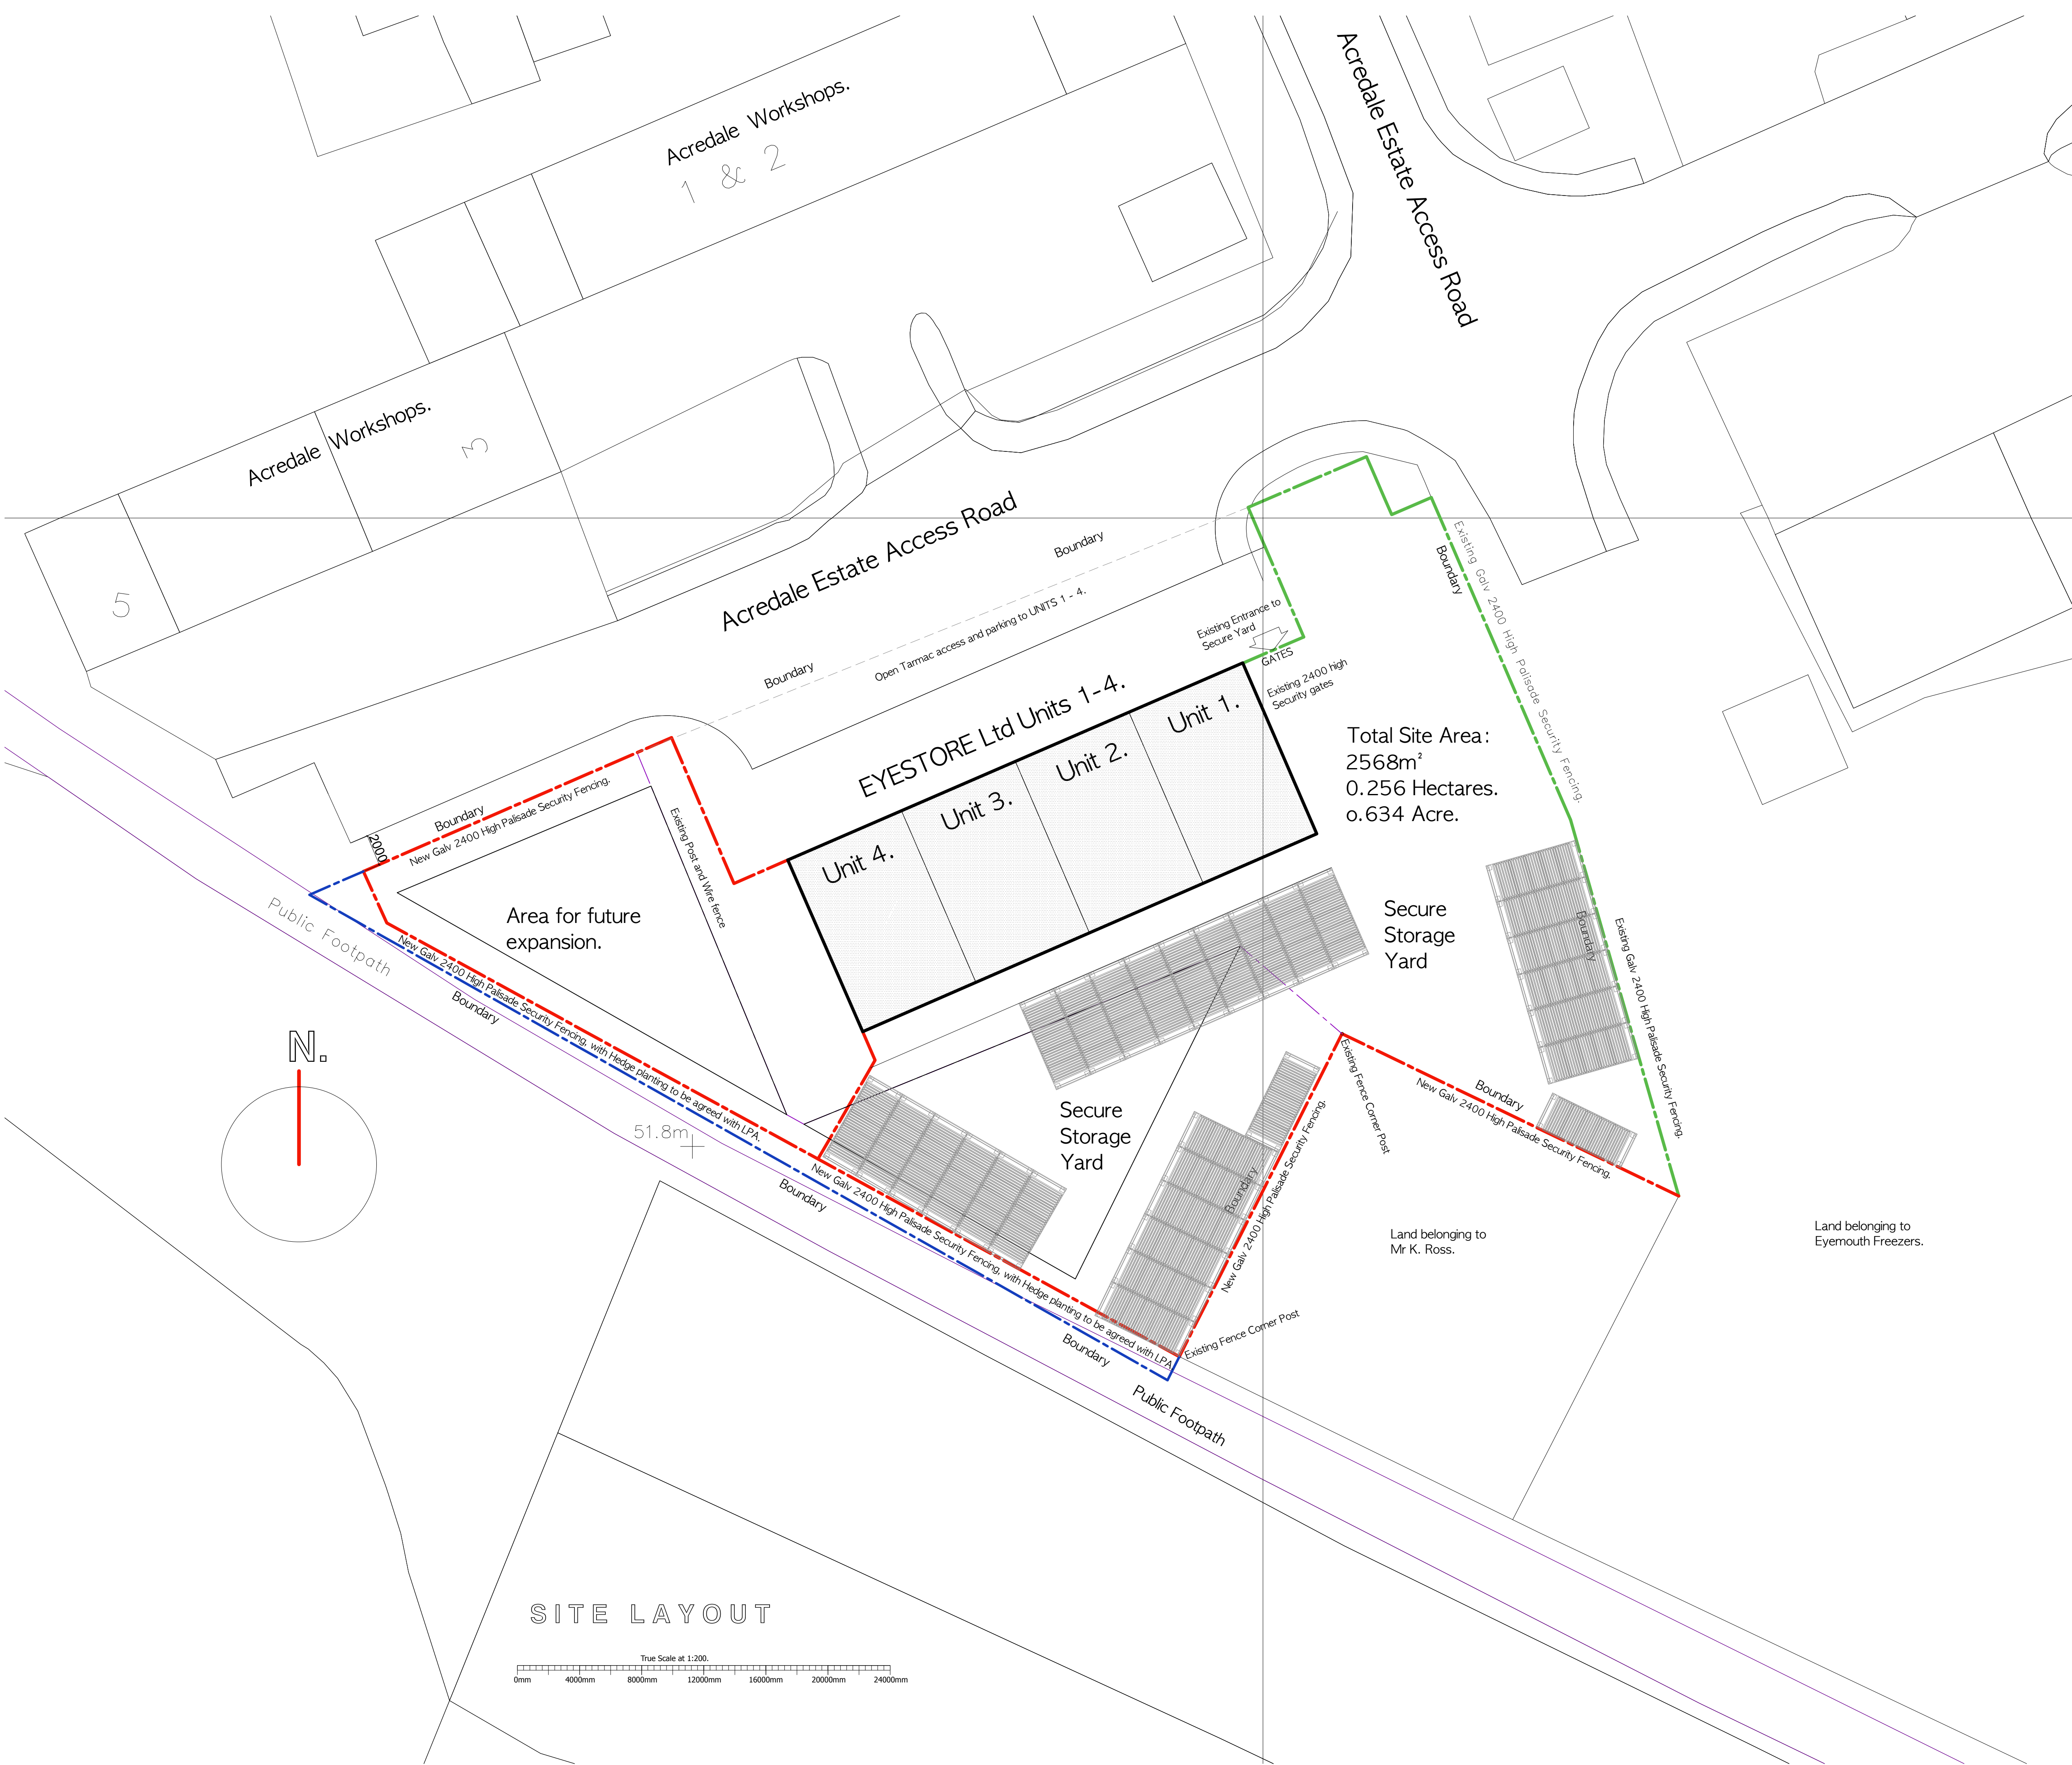 Acredale Workshops.
1 & 2
Acredale Estate Access Road
Acredale Workshops.
3
5
Acredale Estate Access Road
Boundary
Boundary
Open Tarmac access and parking to UNITS 1 - 4.
Existing Entrance to
Secure Yard
GATES
Existing 2400 high
Security gates
Boundary
Existing Galv 2400 High Palisade Security Fencing.
EYESTORE Ltd Units 1-4.
Unit 1.
Unit 2.
Unit 3.
Unit 4.
Total Site Area:
2568m²
0.256 Hectares.
o.634 Acre.
Boundary
New Galv 2400 High Palisade Security Fencing.
2000
Existing Post and Wire fence
Area for future
expansion.
Public Footpath
New Galv 2400 High Palisade Security Fencing, with Hedge planting to be agreed with LPA.
Boundary
Secure
Storage
Yard
Boundary
Existing Galv 2400 High Palisade Security Fencing.
N.
51.8m
Secure
Storage
Yard
Existing Fence Corner Post
Boundary
New Galv 2400 High Palisade Security Fencing.
Boundary
New Galv 2400 High Palisade Security Fencing.
Boundary
New Galv 2400 High Palisade Security Fencing, with Hedge planting to be agreed with LPA
Land belonging to
Mr K. Ross.
Land belonging to
Eyemouth Freezers.
Existing Fence Corner Post
Boundary
Public Footpath
SITE LAYOUT
True Scale at 1:200.
0mm 4000mm 8000mm 12000mm 16000mm 20000mm 24000mm